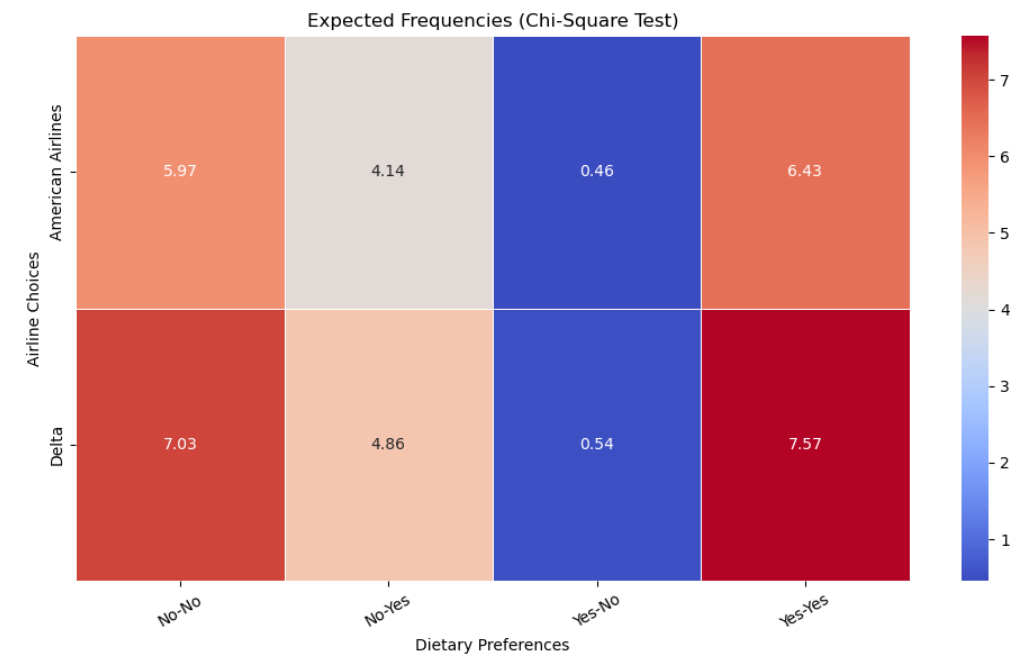 Expected Frequencies (Chi-Square Test)
Airline Choices
American Airlines
5.97 4.14 0.46 6.43
Delta
7.03 4.86 0.54 7.57
No-No No-Yes Yes-No Yes-Yes
Dietary Preferences
7
6
5
4
3
2
1